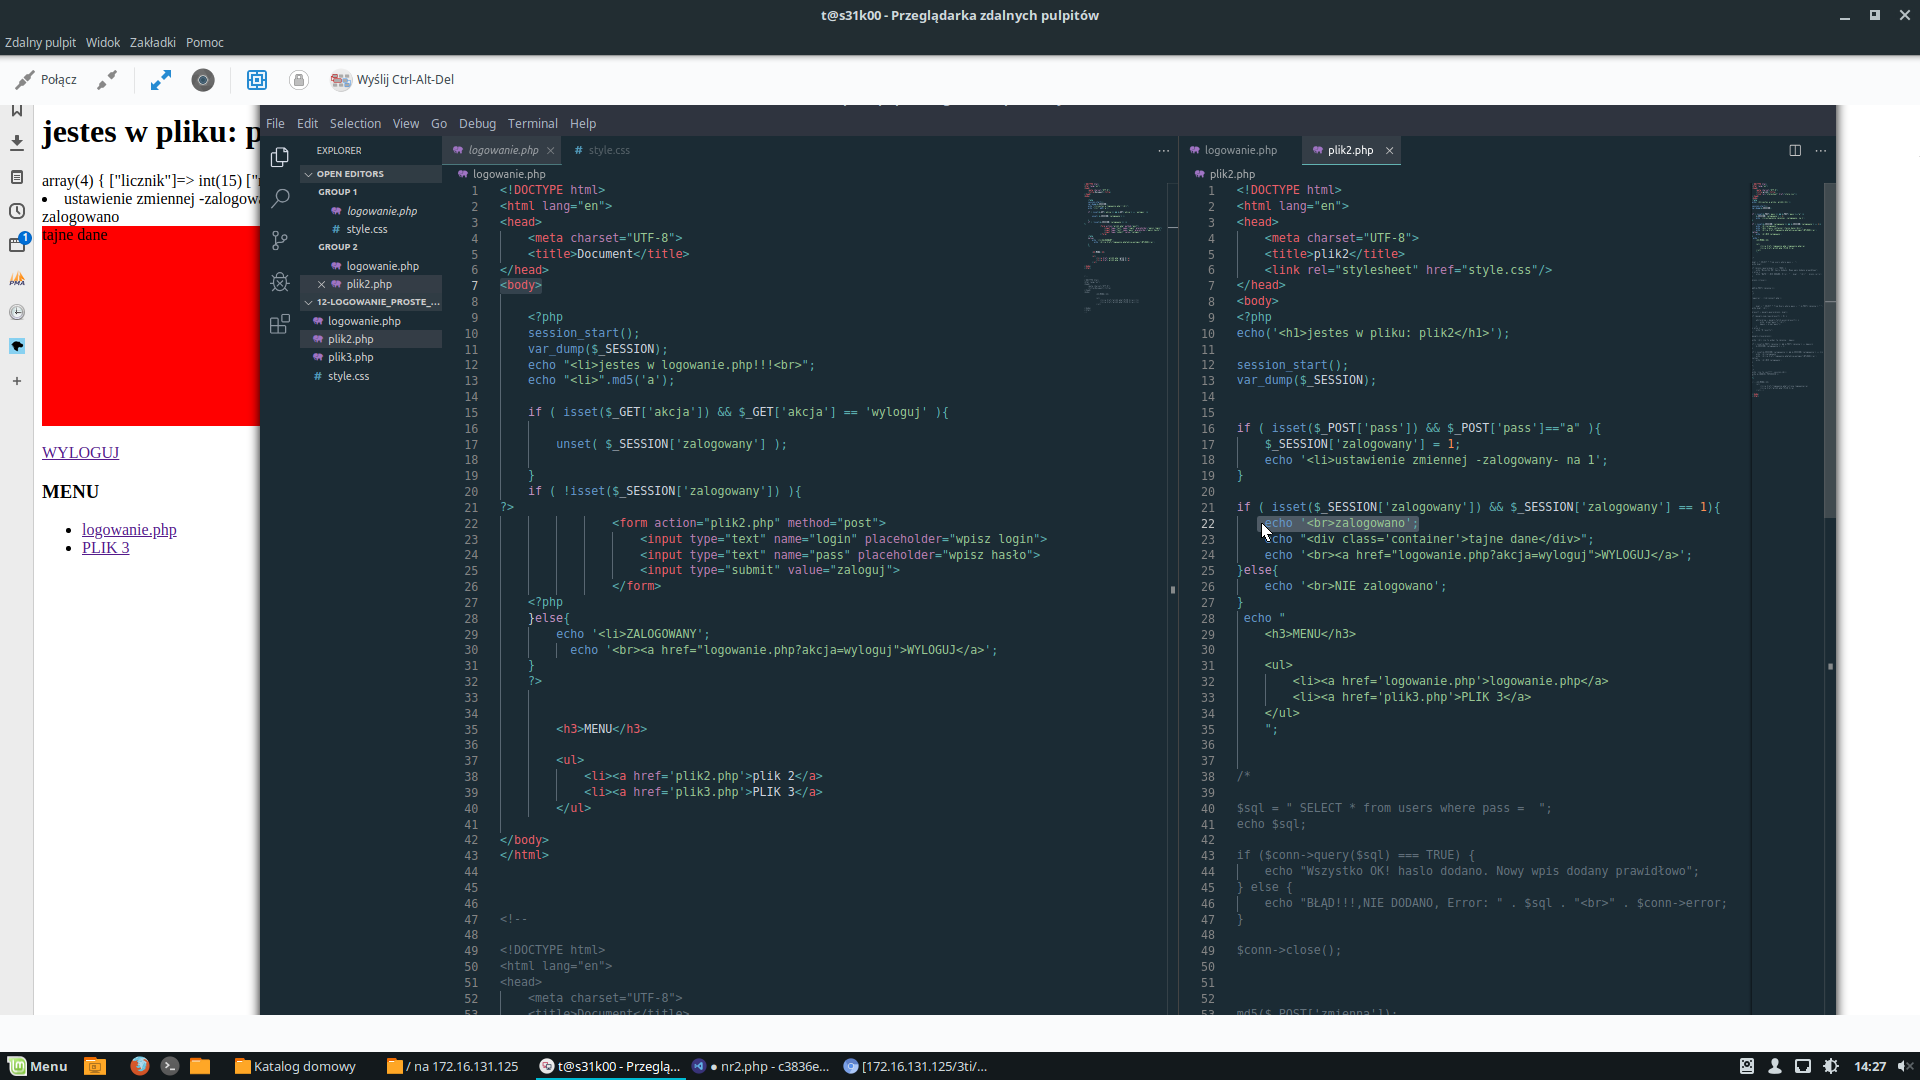 t@s31k00 - Przeglądarka zdalnych pulpitów
Zdalny pulpit Widok Zakładki Pomoc
Połącz Wyślij Ctrl-Alt-Del
jestes w pliku: p
array(4) { ["licznik"]=> int(15) ["
ustawienie zmiennej -zalogow
zalogowano
tajne dane
WYLOGUJ
MENU
logowanie.php
PLIK 3
1
PMA
File Edit Selection View Go Debug Terminal Help
EXPLORER
OPEN EDITORS
GROUP 1
logowanie.php
style.css
GROUP 2
logowanie.php
plik2.php
12-LOGOWANIE_PROSTE_...
logowanie.php
plik2.php
plik3.php
style.css
logowanie.php # style.css
logowanie.php
1 <!DOCTYPE html>
2 <html lang="en">
3 <head>
4 <meta charset="UTF-8">
5 <title>Document</title>
6 </head>
7 <body>
8
9 <?php
10 session_start();
11 var_dump($_SESSION);
12 echo "<li>jestes w logowanie.php!!!<br>";
13 echo "<li>".md5('a');
14
15 if ( isset($_GET['akcja']) && $_GET['akcja'] == 'wyloguj' ){
16
17 unset( $_SESSION['zalogowany'] );
18
19 }
20 if ( !isset($_SESSION['zalogowany']) ){
21 ?>
22 <form action="plik2.php" method="post">
23 <input type="text" name="login" placeholder="wpisz login">
24 <input type="text" name="pass" placeholder="wpisz hasło">
25 <input type="submit" value="zaloguj">
26 </form>
27 <?php
28 }else{
29 echo '<li>ZALOGOWANY';
30 echo '<br><a href="logowanie.php?akcja=wyloguj">WYLOGUJ</a>';
31 }
32 ?>
33
34
35 <h3>MENU</h3>
36
37 <ul>
38 <li><a href='plik2.php'>plik 2</a>
39 <li><a href='plik3.php'>PLIK 3</a>
40 </ul>
41
42 </body>
43 </html>
44
45
46
47 <!--
48
49 <!DOCTYPE html>
50 <html lang="en">
51 <head>
52 <meta charset="UTF-8">
53 <title>Document</title>
logowanie.php plik2.php
plik2.php
1 <!DOCTYPE html>
2 <html lang="en">
3 <head>
4 <meta charset="UTF-8">
5 <title>plik2</title>
6 <link rel="stylesheet" href="style.css"/>
7 </head>
8 <body>
9 <?php
10 echo('<h1>jestes w pliku: plik2</h1>');
11
12 session_start();
13 var_dump($_SESSION);
14
15
16 if ( isset($_POST['pass']) && $_POST['pass']=="a" ){
17 $_SESSION['zalogowany'] = 1;
18 echo '<li>ustawienie zmiennej -zalogowany- na 1';
19 }
20
21 if ( isset($_SESSION['zalogowany']) && $_SESSION['zalogowany'] == 1){
22 echo '<br>zalogowano';
23 echo "<div class='container'>tajne dane</div>";
24 echo '<br><a href="logowanie.php?akcja=wyloguj">WYLOGUJ</a>';
25 }else{
26 echo '<br>NIE zalogowano';
27 }
28 echo "
29 <h3>MENU</h3>
30
31 <ul>
32 <li><a href='logowanie.php'>logowanie.php</a>
33 <li><a href='plik3.php'>PLIK 3</a>
34 </ul>
35 ";
36
37
38 /*
39
40 $sql = " SELECT * from users where pass =  ";
41 echo $sql;
42
43 if ($conn->query($sql) === TRUE) {
44 echo "Wszystko OK! haslo dodano. Nowy wpis dodany prawidłowo";
45 } else {
46 echo "BŁĄD!!!,NIE DODANO, Error: " . $sql . "<br>" . $conn->error;
47 }
48
49 $conn->close();
50
51
52
53 md5($_POST['zmienna']);
Menu Katalog domowy / na 172.16.131.125 t@s31k00 - Przeglą... ● nr2.php - c3836e... [172.16.131.125/3ti/... 14:27